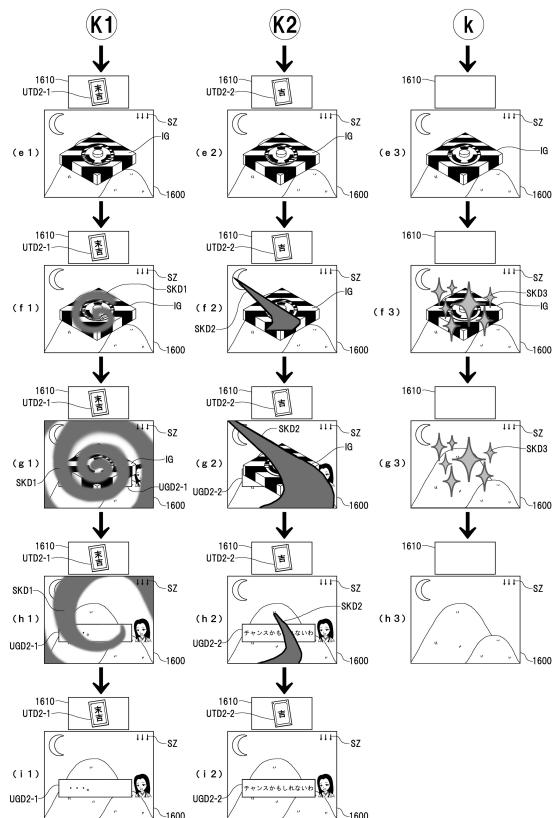 K1 K2 k
1610 1610 1610
UTD2-1 末吉 UTD2-2 吉
SZ SZ SZ
IG IG IG
(e1) (e2) (e3)
1600 1600 1600
1610 1610 1610
UTD2-1 末吉 UTD2-2 吉
SZ SZ SZ
SKD1 IG SKD3
(f1) IG (f2) SKD2 (f3) IG
1600 1600 1600
1610 1610 1610
UTD2-1 末吉 UTD2-2 吉
SKD2
SZ SZ SZ
(g1) IG (g2) IG (g3) SKD3
SKD1 UGD2-1 UGD2-2
1600 1600 1600
1610 1610 1610
UTD2-1 末吉 UTD2-2 吉
SKD1 SZ SZ
(h1) (h2) SKD2 (h3)
UGD2-1 UGD2-2 チャンスかも れないわ
1600 1600 1600
1610 1610
UTD2-1 末吉 UTD2-2 吉
SZ SZ
(i1) (i2)
UGD2-1 ・・・。 UGD2-2 チャンスかもしれないわ
1600 1600